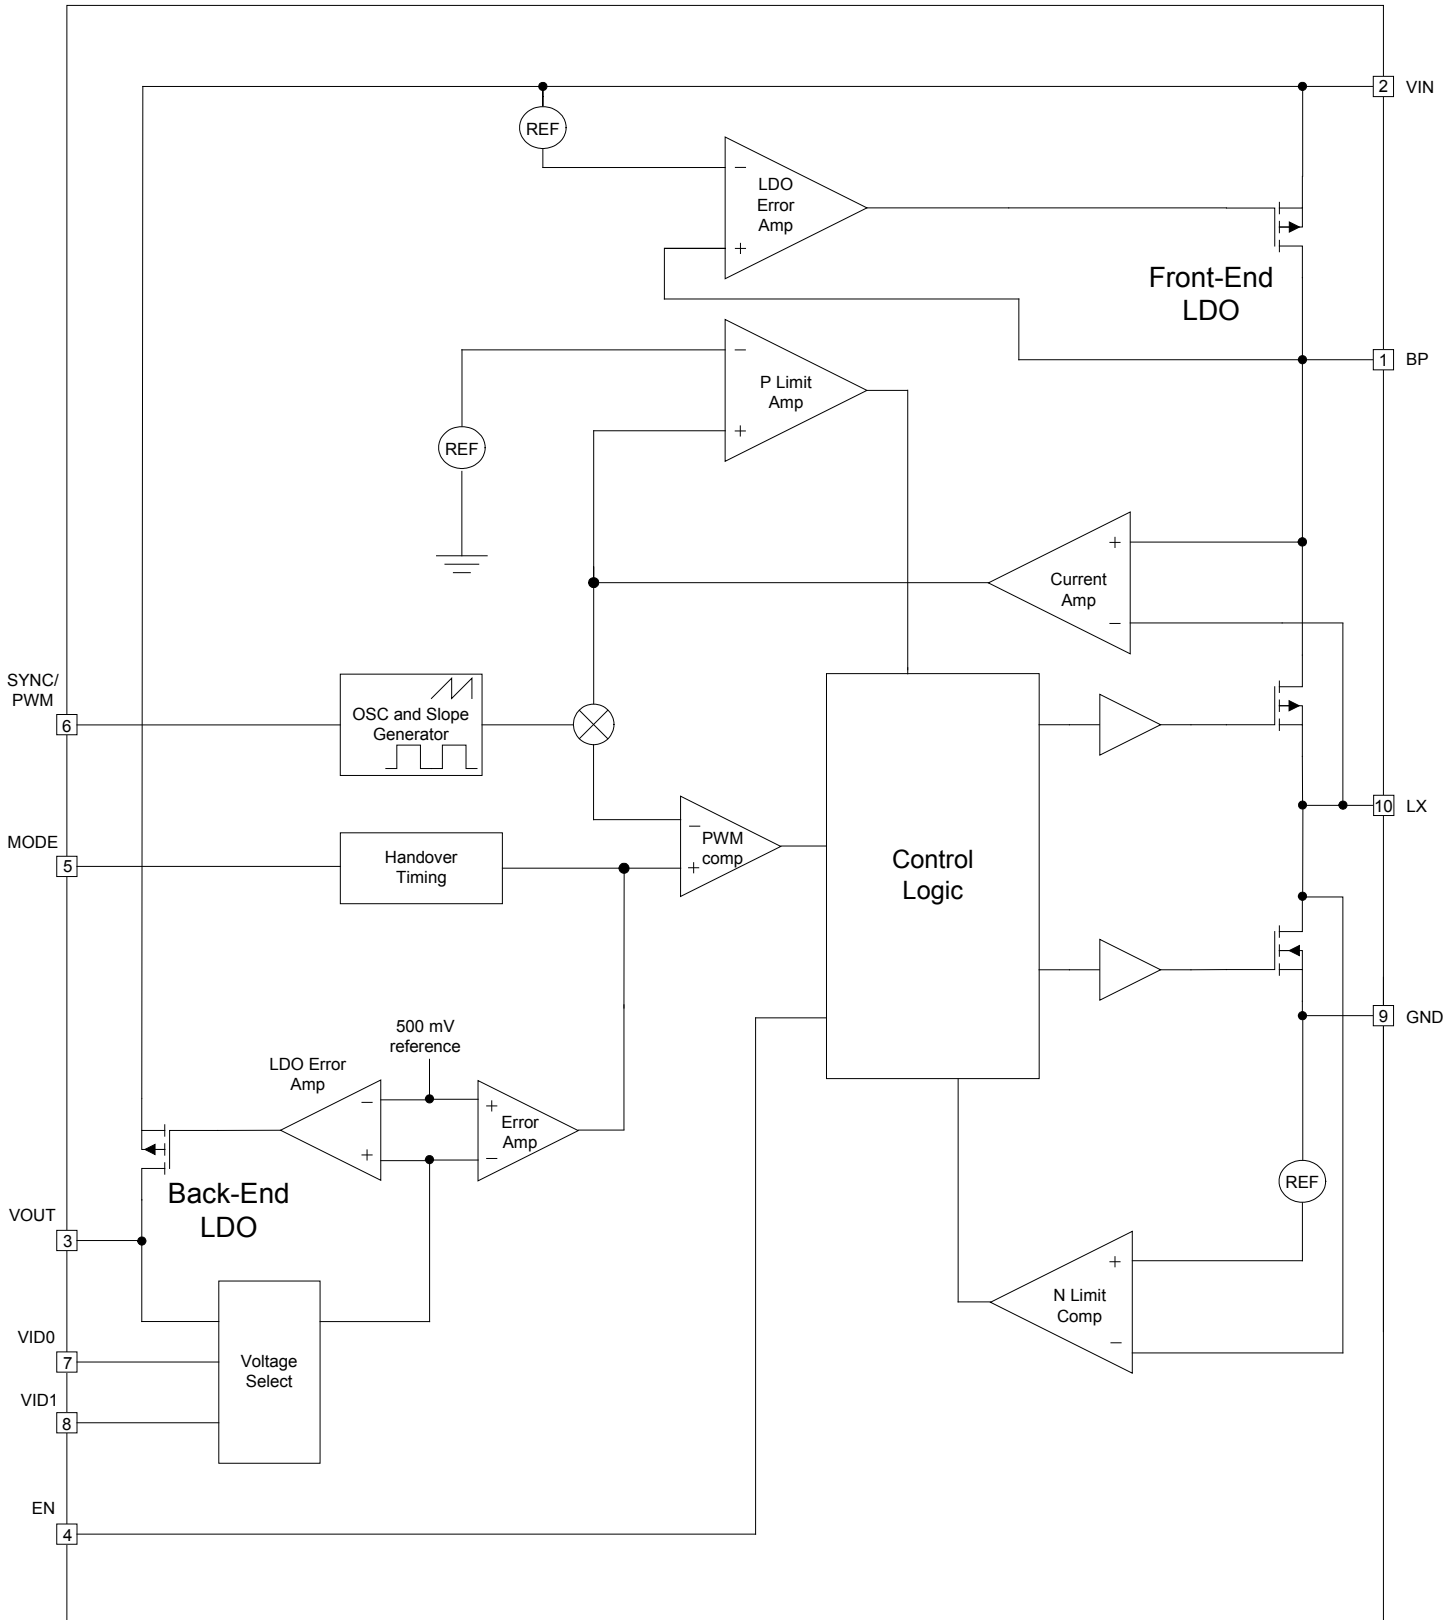 2 VIN
REF
−
LDO
Error
Amp
+
Front-End
LDO
−
P Limit
Amp
+
1 BP
REF
+
Current
Amp
−
SYNC/
PWM
6
OSC and Slope
Generator
10 LX
MODE
5
Handover
Timing
−
PWM
comp
+
Control
Logic
500 mV
reference
9 GND
LDO Error
Amp
−
+
+
Error
Amp
−
REF
Back-End
LDO
VOUT
3
+
N Limit
Comp
−
VID0
7
Voltage
Select
VID1
8
EN
4